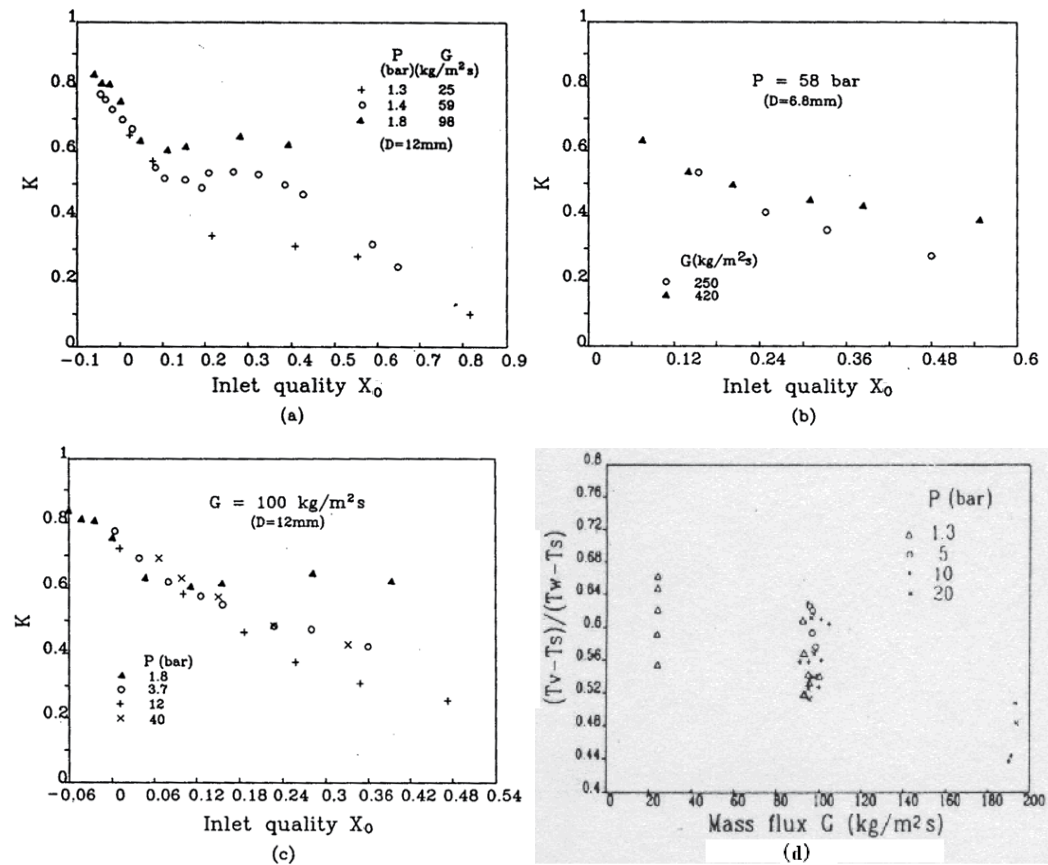 1
0.8
0.6
0.4
0.2
0
K
P G
(bar)(kg/m²s)
+ 1.3 25
○ 1.4 59
▲ 1.8 98
(D=12mm)
-0.1 0 0.1 0.2 0.3 0.4 0.5 0.6 0.7 0.8 0.9
Inlet quality X₀
(a)
1
0.8
0.6
0.4
0.2
0
K
P = 58 bar
(D=6.8mm)
G(kg/m²s)
○ 250
▲ 420
0 0.12 0.24 0.36 0.48 0.6
Inlet quality X₀
(b)
1
0.8
0.6
0.4
0.2
0
K
G = 100 kg/m²s
(D=12mm)
P (bar)
▲ 1.8
○ 3.7
+ 12
× 40
-0,06 0 0.06 0.12 0.18 0.24 0.30 0.36 0.42 0.48 0.54
Inlet quality X₀
(c)
0.8
0.76
0.72
0.68
0.64
0.6
0.56
0.52
0.48
0.44
0.4
(Tv-Ts)/(Tw-Ts)
P (bar)
△ 1.3
○ 5
+ 10
× 20
0 20 40 60 80 100 120 140 160 180 200
Mass flux G (kg/m²s)
(d)